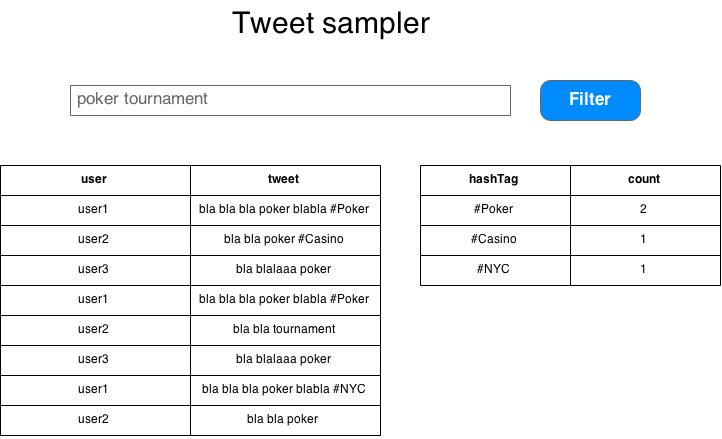 Tweet sampler
poker tournament
Filter
user tweet
user1 bla bla bla poker blabla #Poker
user2 bla bla poker #Casino
user3 bla blalaaa poker
user1 bla bla bla poker blabla #Poker
user2 bla bla tournament
user3 bla blalaaa poker
user1 bla bla bla poker blabla #NYC
user2 bla bla poker
hashTag count
#Poker 2
#Casino 1
#NYC 1